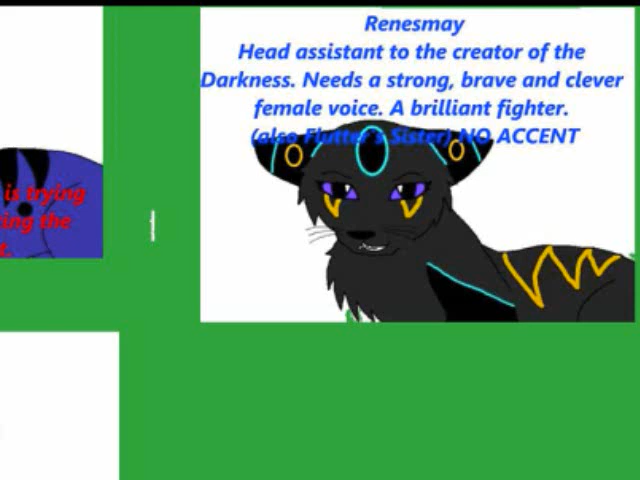 Renesmay
Head assistant to the creator of the
Darkness. Needs a strong, brave and clever
female voice. A brilliant fighter.
(also Flutter's Sister) NO ACCENT
is trying
ing the
t.